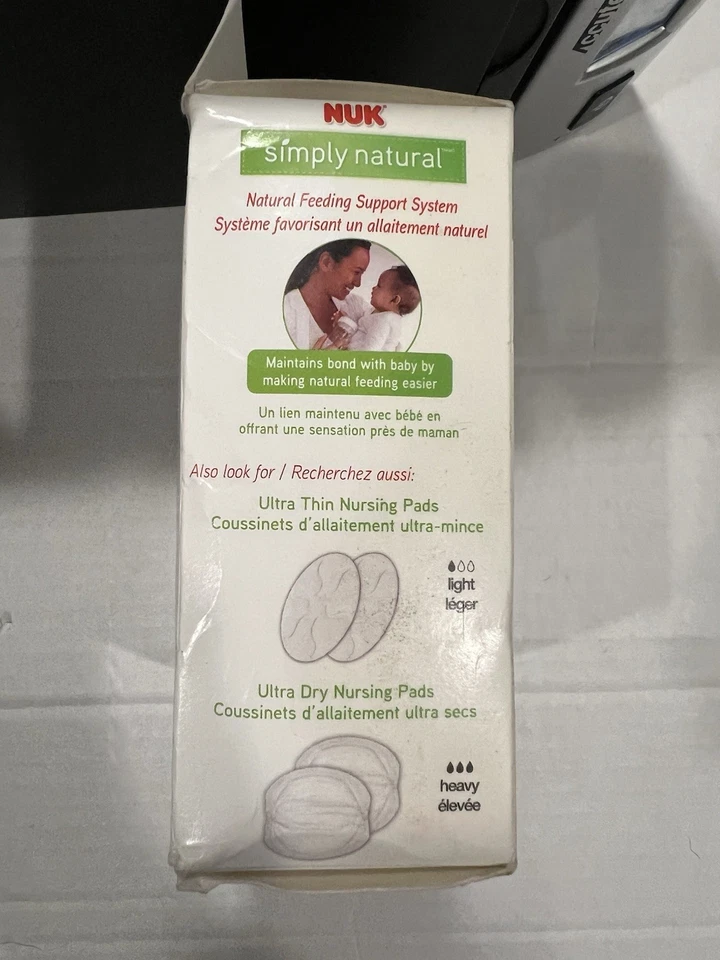 NUK
simply natural
Natural Feeding Support System
Système favorisant un allaitement naturel
Maintains bond with baby by
making natural feeding easier
Un lien maintenu avec bébé en
offrant une sensation près de maman
Also look for / Recherchez aussi:
Ultra Thin Nursing Pads
Coussinets d'allaitement ultra-mince
light
léger
Ultra Dry Nursing Pads
Coussinets d'allaitement ultra secs
heavy
élevée